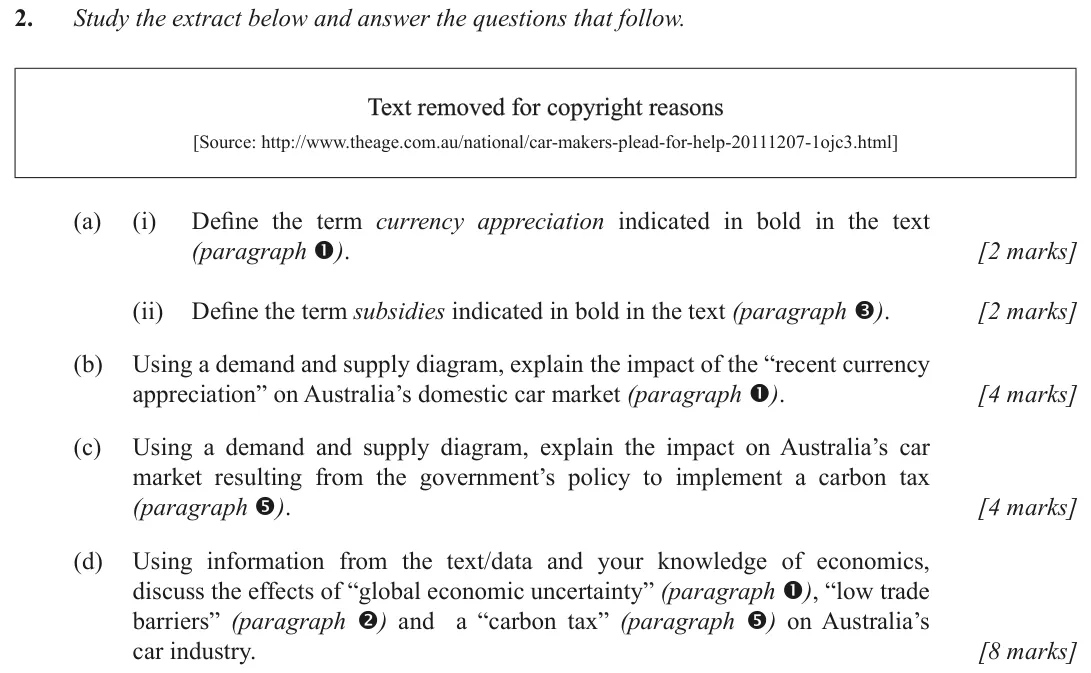 2. Study the extract below and answer the questions that follow.
Text removed for copyright reasons
[Source: http://www.theage.com.au/national/car-makers-plead-for-help-20111207-1ojc3.html]
(a) (i) Define the term currency appreciation indicated in bold in the text
(paragraph ❶). [2 marks]
(ii) Define the term subsidies indicated in bold in the text (paragraph ❸). [2 marks]
(b) Using a demand and supply diagram, explain the impact of the “recent currency
appreciation” on Australia’s domestic car market (paragraph ❶). [4 marks]
(c) Using a demand and supply diagram, explain the impact on Australia’s car
market resulting from the government’s policy to implement a carbon tax
(paragraph ❺). [4 marks]
(d) Using information from the text/data and your knowledge of economics,
discuss the effects of “global economic uncertainty” (paragraph ❶), “low trade
barriers” (paragraph ❷) and a “carbon tax” (paragraph ❺) on Australia’s
car industry. [8 marks]